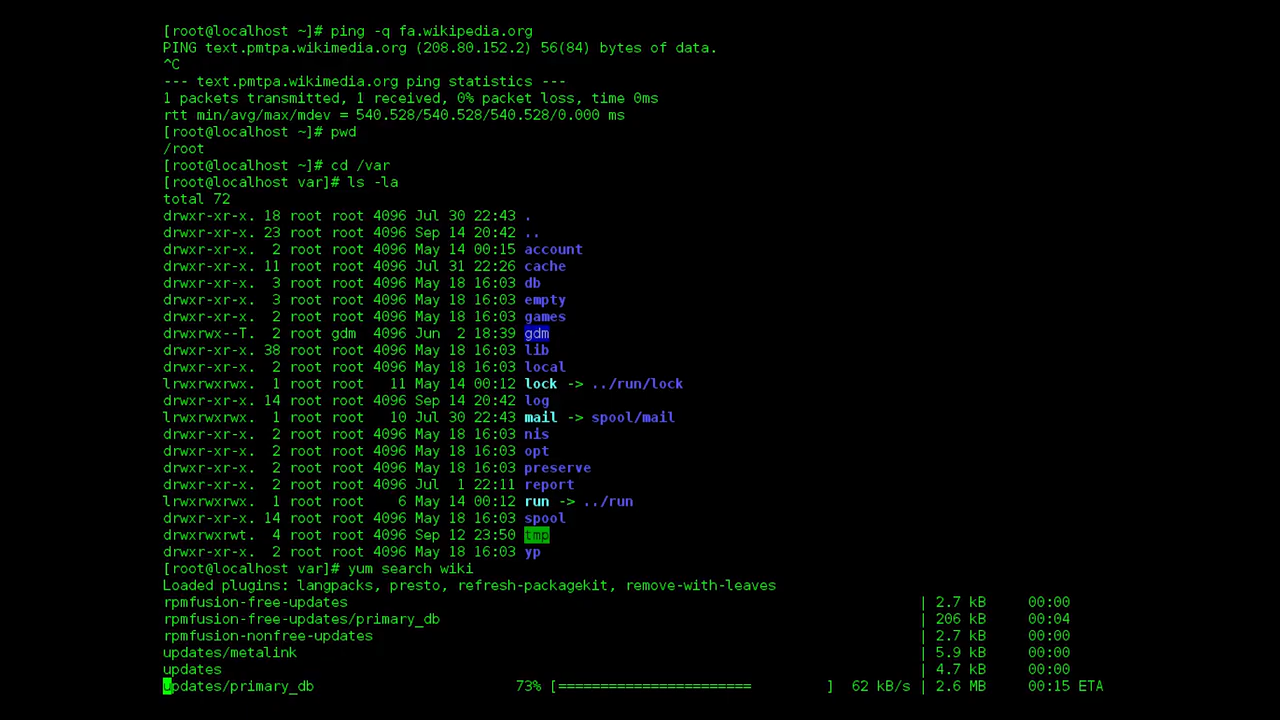 [root@localhost ~]# ping -q fa.wikipedia.org
PING text.pmtpa.wikimedia.org (208.80.152.2) 56(84) bytes of data.
^C
--- text.pmtpa.wikimedia.org ping statistics ---
1 packets transmitted, 1 received, 0% packet loss, time 0ms
rtt min/avg/max/mdev = 540.528/540.528/540.528/0.000 ms
[root@localhost ~]# pwd
/root
[root@localhost ~]# cd /var
[root@localhost var]# ls -la
total 72
drwxr-xr-x. 18 root root 4096 Jul 30 22:43 .
drwxr-xr-x. 23 root root 4096 Sep 14 20:42 ..
drwxr-xr-x.  2 root root 4096 May 14 00:15 account
drwxr-xr-x. 11 root root 4096 Jul 31 22:26 cache
drwxr-xr-x.  3 root root 4096 May 18 16:03 db
drwxr-xr-x.  3 root root 4096 May 18 16:03 empty
drwxr-xr-x.  2 root root 4096 May 18 16:03 games
drwxrwx--T.  2 root gdm  4096 Jun  2 18:39 gdm
drwxr-xr-x. 38 root root 4096 May 18 16:03 lib
drwxr-xr-x.  2 root root 4096 May 18 16:03 local
lrwxrwxrwx.  1 root root   11 May 14 00:12 lock -> ../run/lock
drwxr-xr-x. 14 root root 4096 Sep 14 20:42 log
lrwxrwxrwx.  1 root root   10 Jul 30 22:43 mail -> spool/mail
drwxr-xr-x.  2 root root 4096 May 18 16:03 nis
drwxr-xr-x.  2 root root 4096 May 18 16:03 opt
drwxr-xr-x.  2 root root 4096 May 18 16:03 preserve
drwxr-xr-x.  2 root root 4096 Jul  1 22:11 report
lrwxrwxrwx.  1 root root    6 May 14 00:12 run -> ../run
drwxr-xr-x. 14 root root 4096 May 18 16:03 spool
drwxrwxrwt.  4 root root 4096 Sep 12 23:50 tmp
drwxr-xr-x.  2 root root 4096 May 18 16:03 yp
[root@localhost var]# yum search wiki
Loaded plugins: langpacks, presto, refresh-packagekit, remove-with-leaves
rpmfusion-free-updates | 2.7 kB 00:00
rpmfusion-free-updates/primary_db | 206 kB 00:04
rpmfusion-nonfree-updates | 2.7 kB 00:00
updates/metalink | 5.9 kB 00:00
updates | 4.7 kB 00:00
updates/primary_db 73% [======================= ] 62 kB/s | 2.6 MB 00:15 ETA